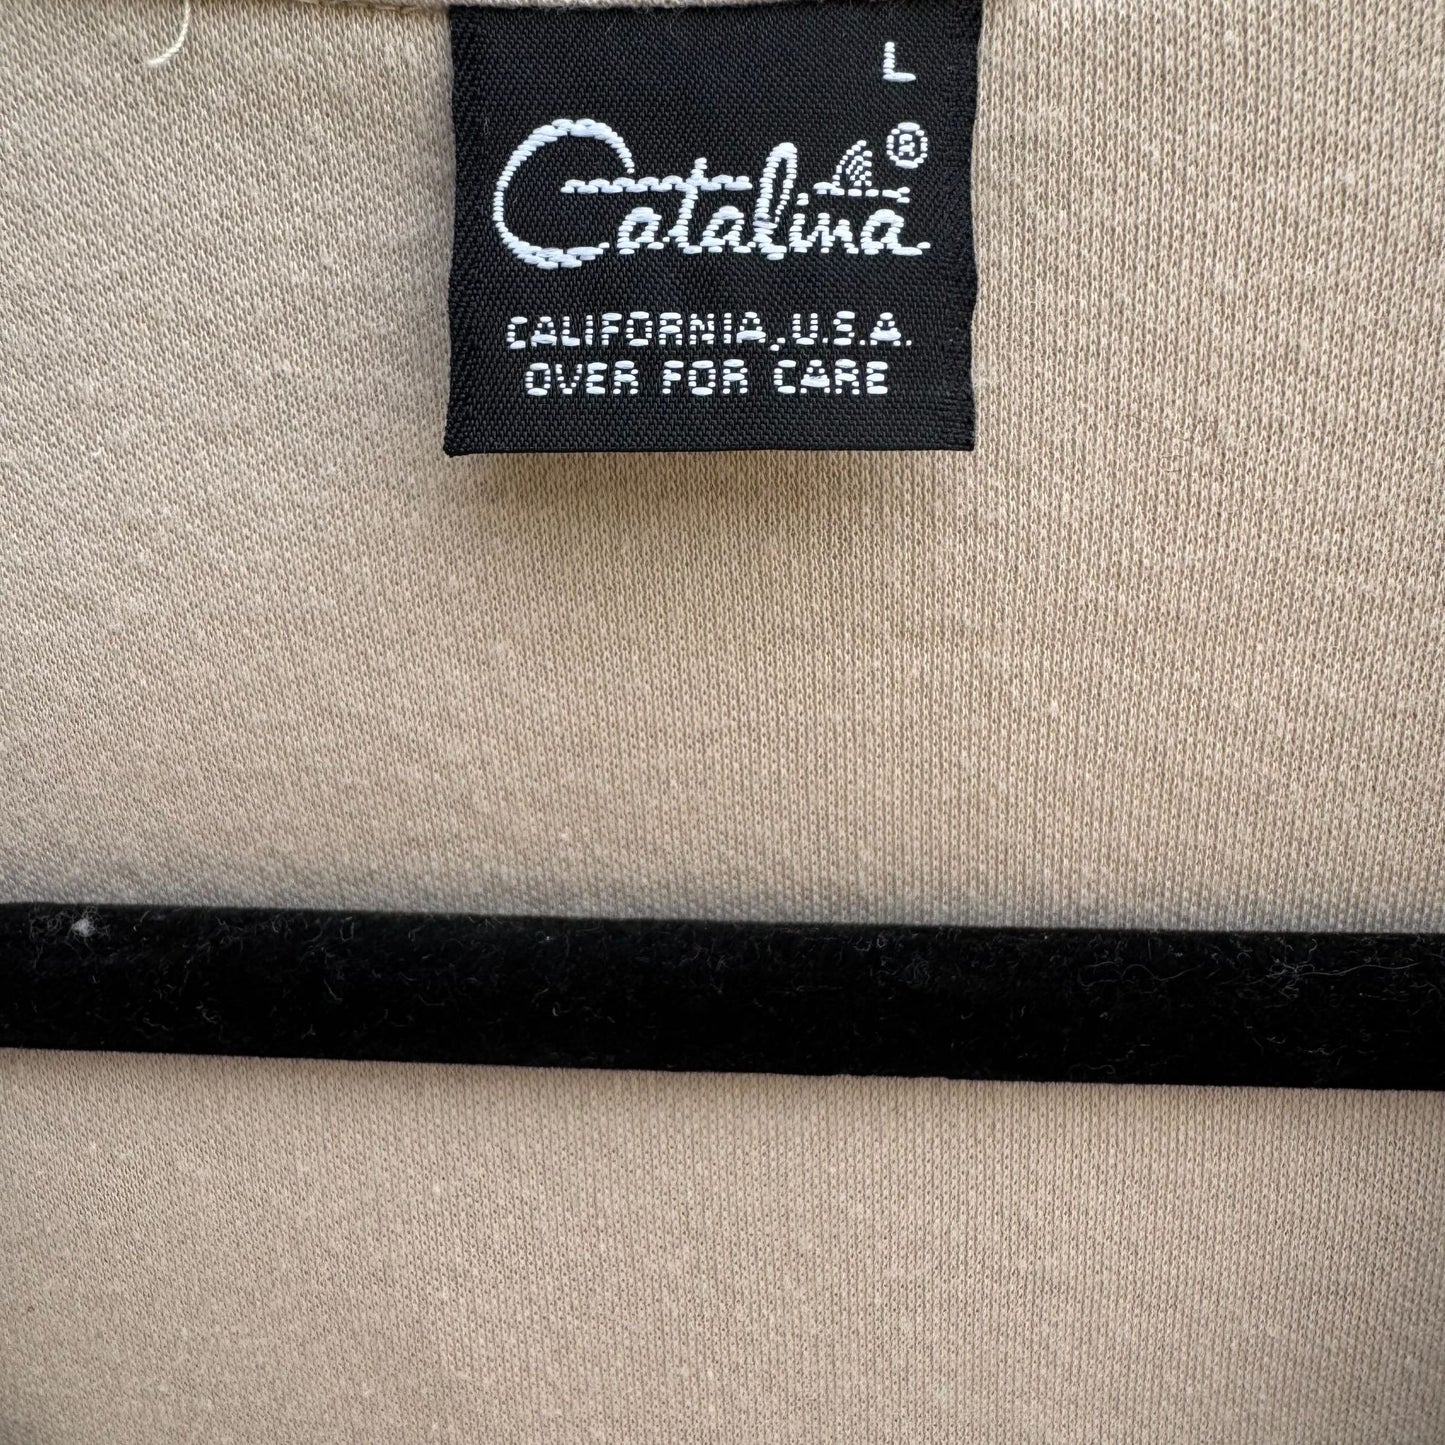 L
Catalina®
CALIFORNIA, U.S.A.
OVER FOR CARE